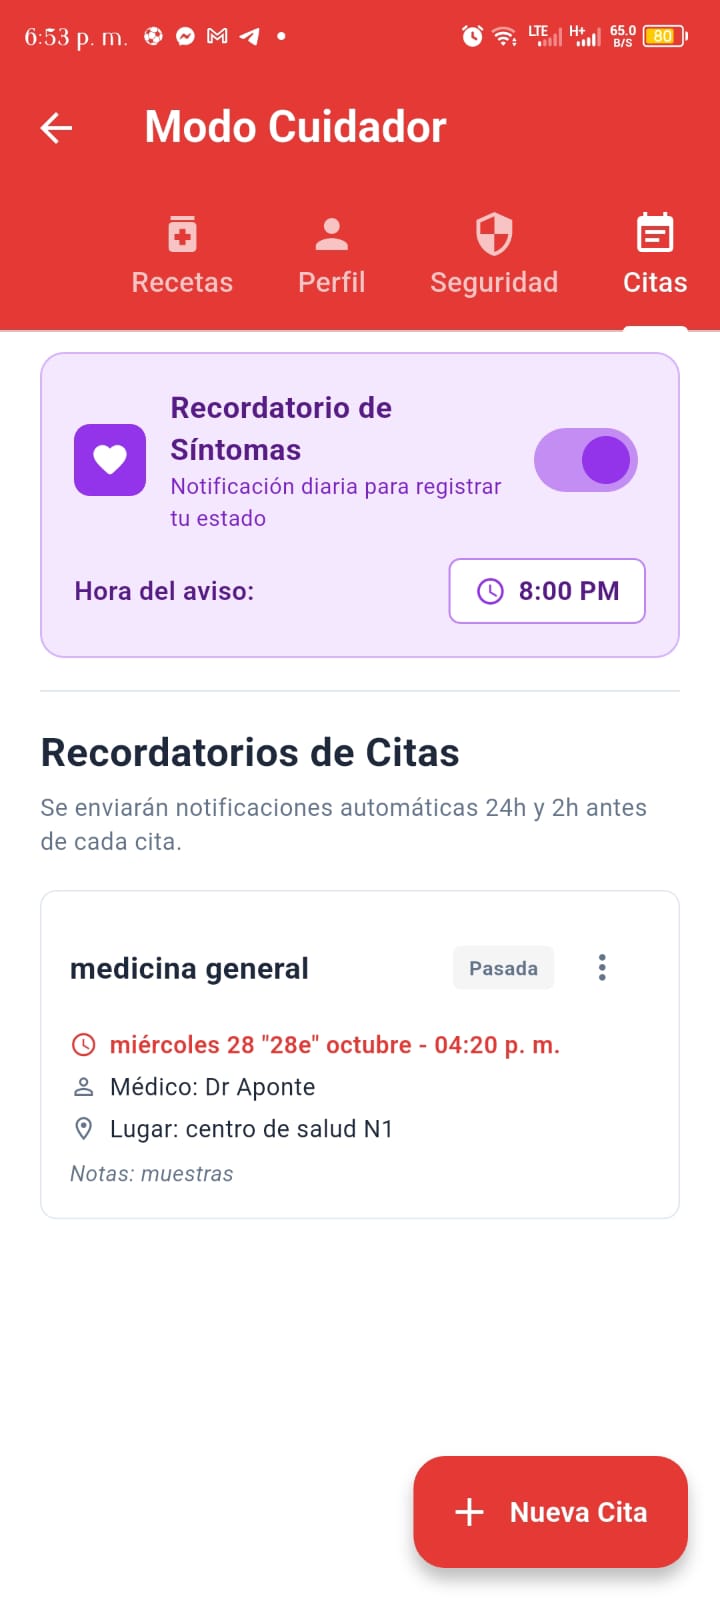 6:53 p. m.
LTE H+ 65.0 B/S 80
Modo Cuidador
Recetas Perfil Seguridad Citas
Recordatorio de
Síntomas
Notificación diaria para registrar
tu estado
Hora del aviso: 8:00 PM
Recordatorios de Citas
Se enviarán notificaciones automáticas 24h y 2h antes
de cada cita.
medicina general Pasada
miércoles 28 "28e" octubre - 04:20 p. m.
Médico: Dr Aponte
Lugar: centro de salud N1
Notas: muestras
+ Nueva Cita